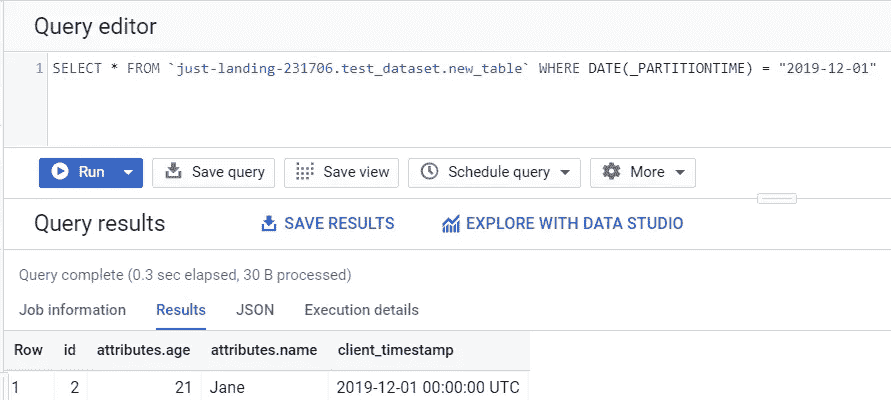 Query editor
1 SELECT * FROM `just-landing-231706.test_dataset.new_table` WHERE DATE(_PARTITIONTIME) = "2019-12-01"
Run Save query Save view Schedule query More
Query results SAVE RESULTS EXPLORE WITH DATA STUDIO
Query complete (0.3 sec elapsed, 30 B processed)
Job information Results JSON Execution details
Row id attributes.age attributes.name client_timestamp
1 2 21 Jane 2019-12-01 00:00:00 UTC